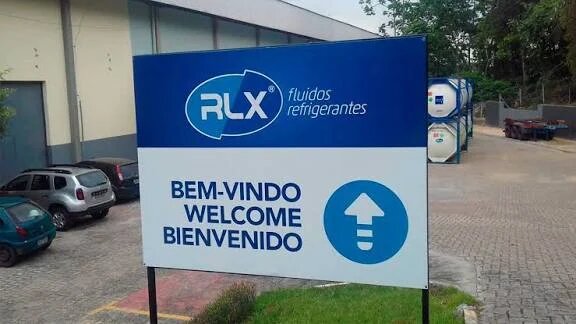 RLX®
fluidos
refrigerantes
BEM-VINDO
WELCOME
BIENVENIDO